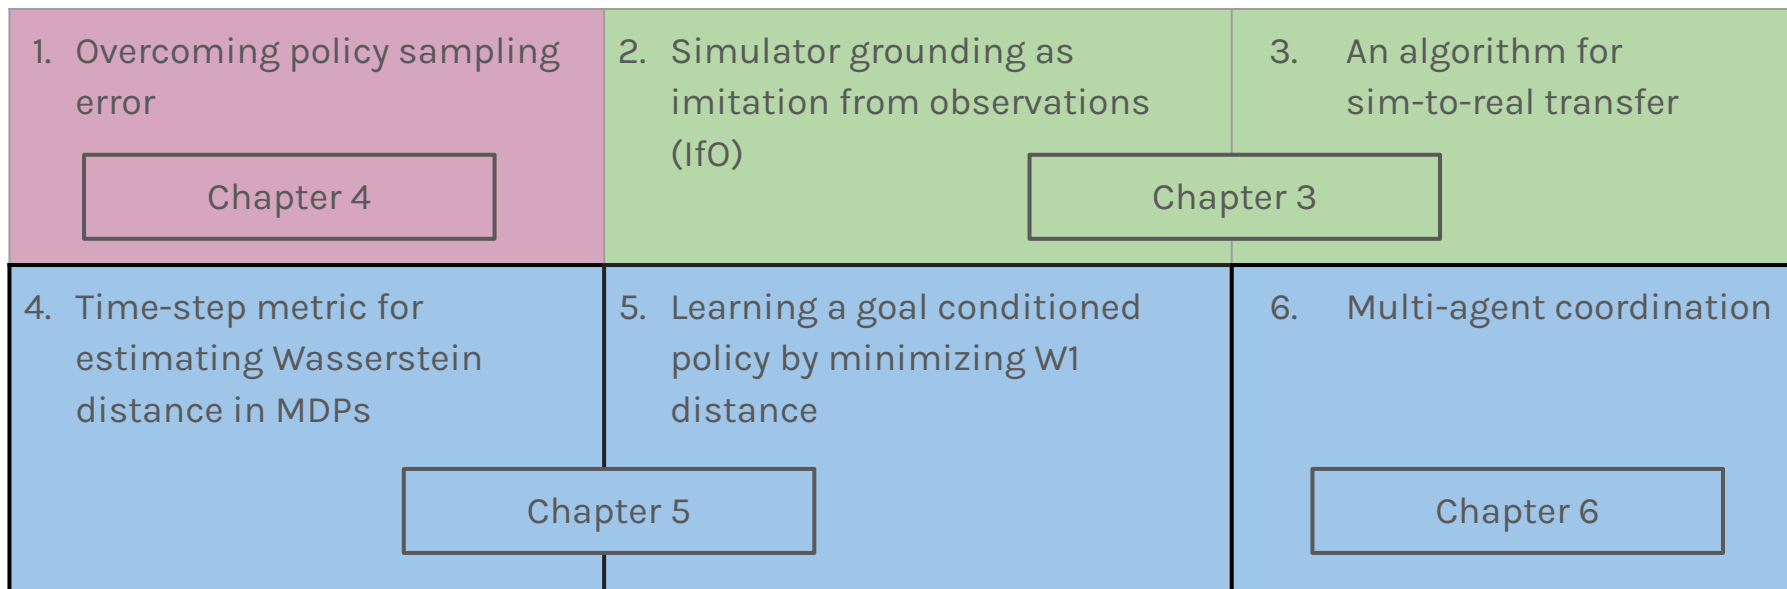 1. Overcoming policy sampling
error
Chapter 4
2. Simulator grounding as
imitation from observations
(IfO)
3. An algorithm for
sim-to-real transfer
Chapter 3
4. Time-step metric for
estimating Wasserstein
distance in MDPs
5. Learning a goal conditioned
policy by minimizing W1
distance
Chapter 5
6. Multi-agent coordination
Chapter 6